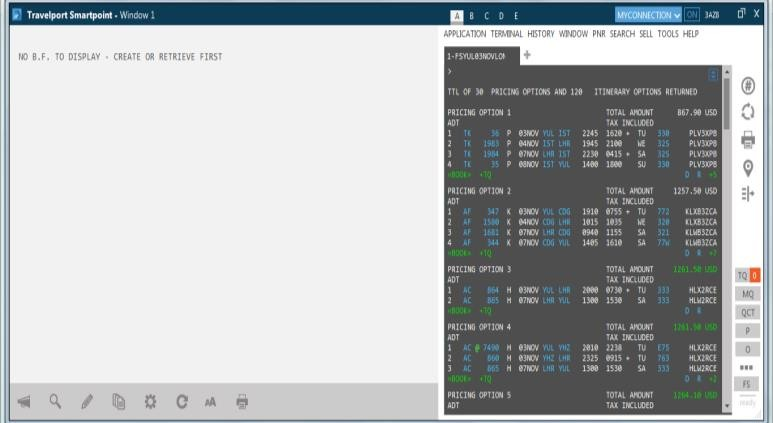 Travelport Smartpoint - Window 1
A B C D E
MYCONNECTION ON 3AZB X
APPLICATION TERMINAL HISTORY WINDOW PNR SEARCH SELL TOOLS HELP
NO B.F. TO DISPLAY - CREATE OR RETRIEVE FIRST
1-FSYUL03NOVLON +
>
TTL OF 30 PRICING OPTIONS AND 120 ITINERARY OPTIONS RETURNED
PRICING OPTION 1 TOTAL AMOUNT 867.90 USD
ADT TAX INCLUDED
1 TK 36 P 03NOV YUL IST 2245 1620 + TU 330 PLV3XPB
2 TK 1983 P 04NOV IST LHR 1945 2100 WE 32S PLV3XPB
3 TK 1984 P 07NOV LHR IST 2230 0415 + SA 32S PLV3XPB
4 TK 35 P 08NOV IST YUL 1400 1800 SU 330 PLV3XPB
<BOOK> +TQ D R +5
PRICING OPTION 2 TOTAL AMOUNT 1257.50 USD
ADT TAX INCLUDED
1 AF 347 K 03NOV YUL CDG 1910 0755 + TU 772 KLXB3ZCA
2 AF 1580 K 04NOV CDG LHR 1015 1035 WE 320 KLXB3ZCA
3 AF 1681 K 07NOV LHR CDG 0940 1155 SA 321 KLWB3ZCA
4 AF 344 K 07NOV CDG YUL 1405 1610 SA 77W KLWB3ZCA
<BOOK> +TQ D R +7
PRICING OPTION 3 TOTAL AMOUNT 1261.50 USD
ADT TAX INCLUDED
1 AC 864 H 03NOV YUL LHR 2000 0730 + TU 333 HLX2RCE
2 AC 865 H 07NOV LHR YUL 1300 1530 SA 333 HLW2RCE
<BOOK> +TQ D R
PRICING OPTION 4 TOTAL AMOUNT 1261.50 USD
ADT TAX INCLUDED
1 AC @ 7490 H 03NOV YUL YHZ 2010 2238 TU E75 HLX2RCE
2 AC 860 H 03NOV YHZ LHR 2325 0915 + TU 763 HLX2RCE
3 AC 865 H 07NOV LHR YUL 1300 1530 SA 333 HLW2RCE
<BOOK> +TQ D R +2
PRICING OPTION 5 TOTAL AMOUNT 1264.10 USD
ADT TAX INCLUDED
TQ 0
MQ
QCT
P
O
FS
ready
AA